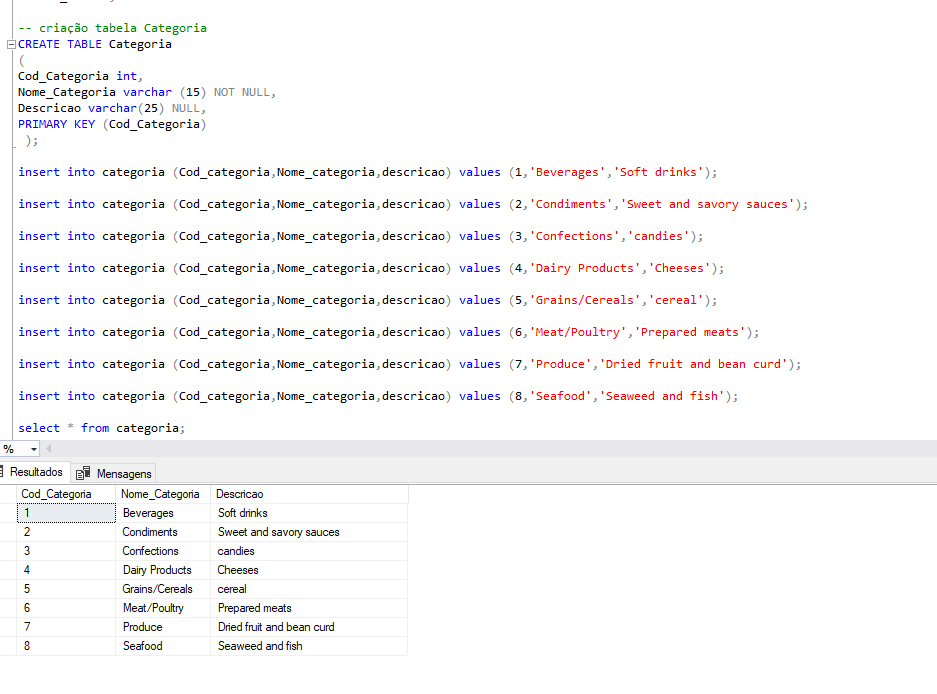 -- criação tabela Categoria
CREATE TABLE Categoria
(
Cod_Categoria int,
Nome_Categoria varchar (15) NOT NULL,
Descricao varchar(25) NULL,
PRIMARY KEY (Cod_Categoria)
);
insert into categoria (Cod_categoria,Nome_categoria,descricao) values (1,'Beverages','Soft drinks');
insert into categoria (Cod_categoria,Nome_categoria,descricao) values (2,'Condiments','Sweet and savory sauces');
insert into categoria (Cod_categoria,Nome_categoria,descricao) values (3,'Confections','candies');
insert into categoria (Cod_categoria,Nome_categoria,descricao) values (4,'Dairy Products','Cheeses');
insert into categoria (Cod_categoria,Nome_categoria,descricao) values (5,'Grains/Cereals','cereal');
insert into categoria (Cod_categoria,Nome_categoria,descricao) values (6,'Meat/Poultry','Prepared meats');
insert into categoria (Cod_categoria,Nome_categoria,descricao) values (7,'Produce','Dried fruit and bean curd');
insert into categoria (Cod_categoria,Nome_categoria,descricao) values (8,'Seafood','Seaweed and fish');
select * from categoria;
%
Resultados Mensagens
Cod_Categoria Nome_Categoria Descricao
1 Beverages Soft drinks
2 Condiments Sweet and savory sauces
3 Confections candies
4 Dairy Products Cheeses
5 Grains/Cereals cereal
6 Meat/Poultry Prepared meats
7 Produce Dried fruit and bean curd
8 Seafood Seaweed and fish